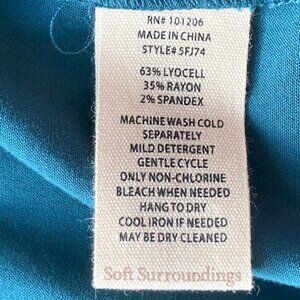 RN# 101206
MADE IN CHINA
STYLE# 5FJ74
63% LYOCELL
35% RAYON
2% SPANDEX
MACHINE WASH COLD
SEPARATELY
MILD DETERGENT
GENTLE CYCLE
ONLY NON-CHLORINE
BLEACH WHEN NEEDED
HANG TO DRY
COOL IRON IF NEEDED
MAY BE DRY CLEANED
Soft Surroundings